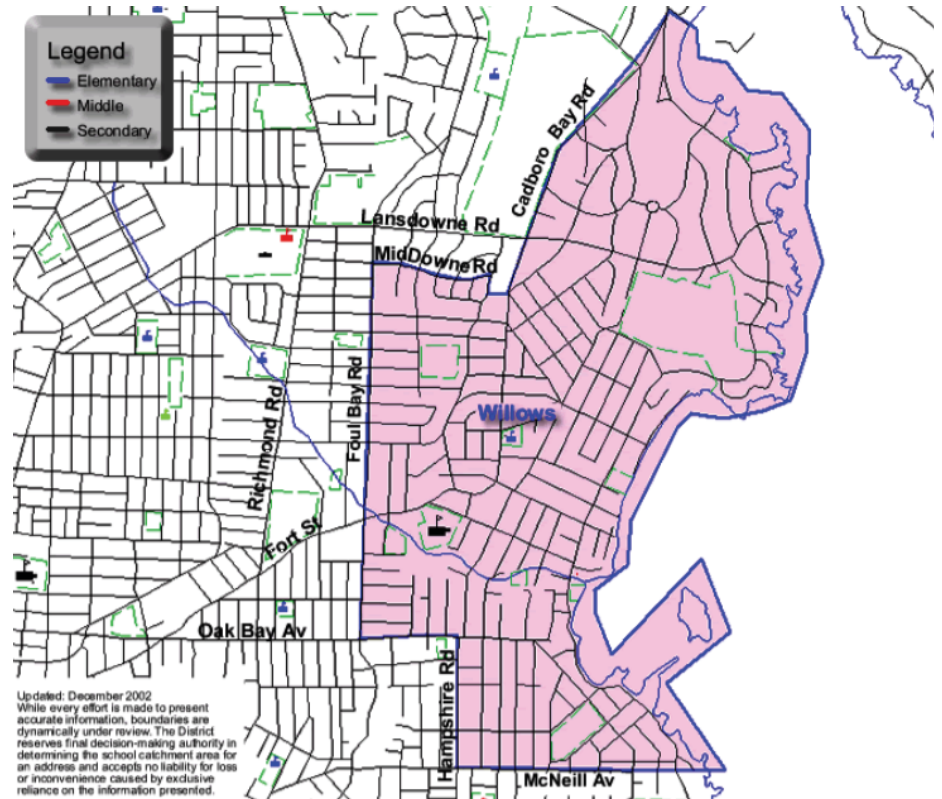 Legend
Elementary
Middle
Secondary
Cadboro Bay Rd
Lansdowne Rd
MidDowneRd
Foul Bay Rd
Willows
Richmond Rd
Fort St
Oak Bay Av
Hampshire Rd
McNeill Av
Updated: December 2002
While every effort is made to present
accurate information, boundaries are
dynamically under review. The District
reserves final decision-making authority in
determining the school catchment area for
an address and accepts no liability for loss
or inconvenience caused by exclusive
reliance on the information presented.